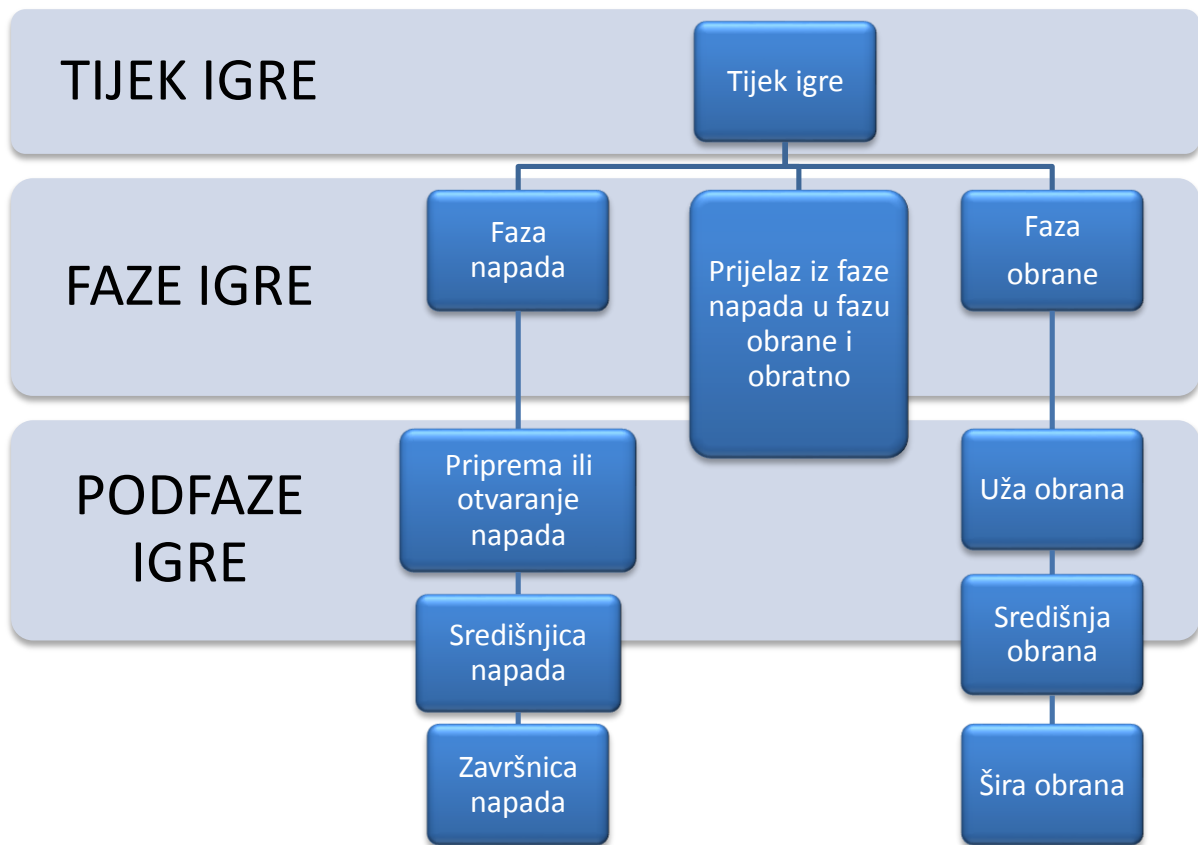 TIJEK IGRE
Tijek igre
FAZE IGRE
Faza
napada
Prijelaz iz faze
napada u fazu
obrane i
obratno
Faza
obrane
PODFAZE
IGRE
Priprema ili
otvaranje
napada
Uža obrana
Središnjica
napada
Središnja
obrana
Završnica
napada
Šira obrana